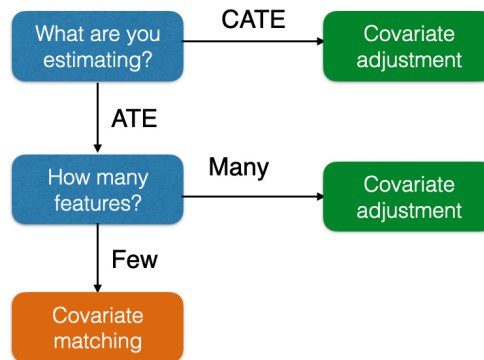 What are you
estimating?
CATE
Covariate
adjustment
ATE
How many
features?
Many
Covariate
adjustment
Few
Covariate
matching